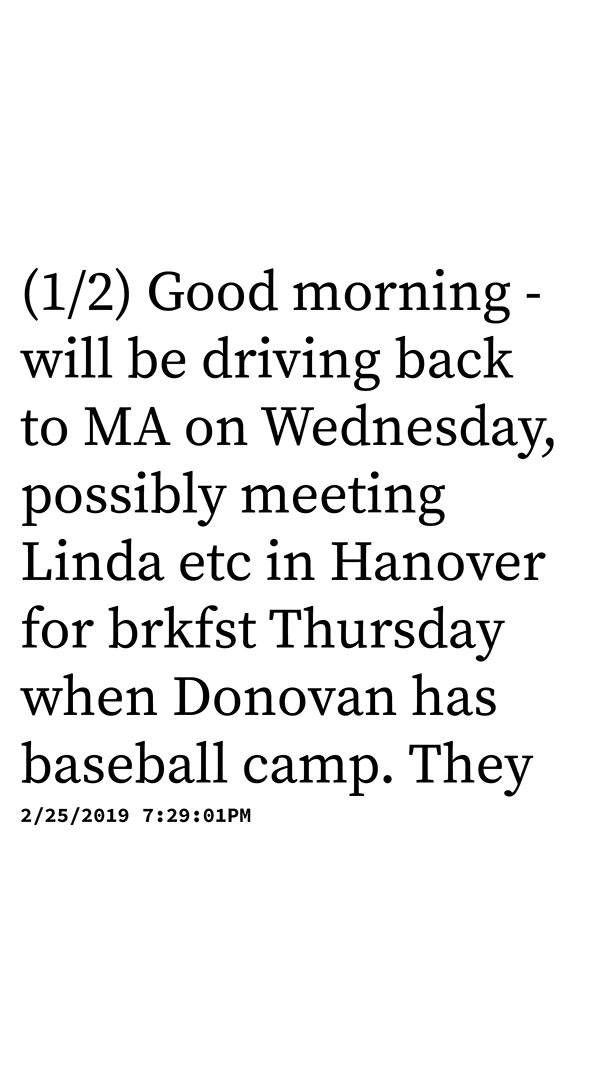 (1/2) Good morning -
will be driving back
to MA on Wednesday,
possibly meeting
Linda etc in Hanover
for brkfst Thursday
when Donovan has
baseball camp. They
2/25/2019 7:29:01PM